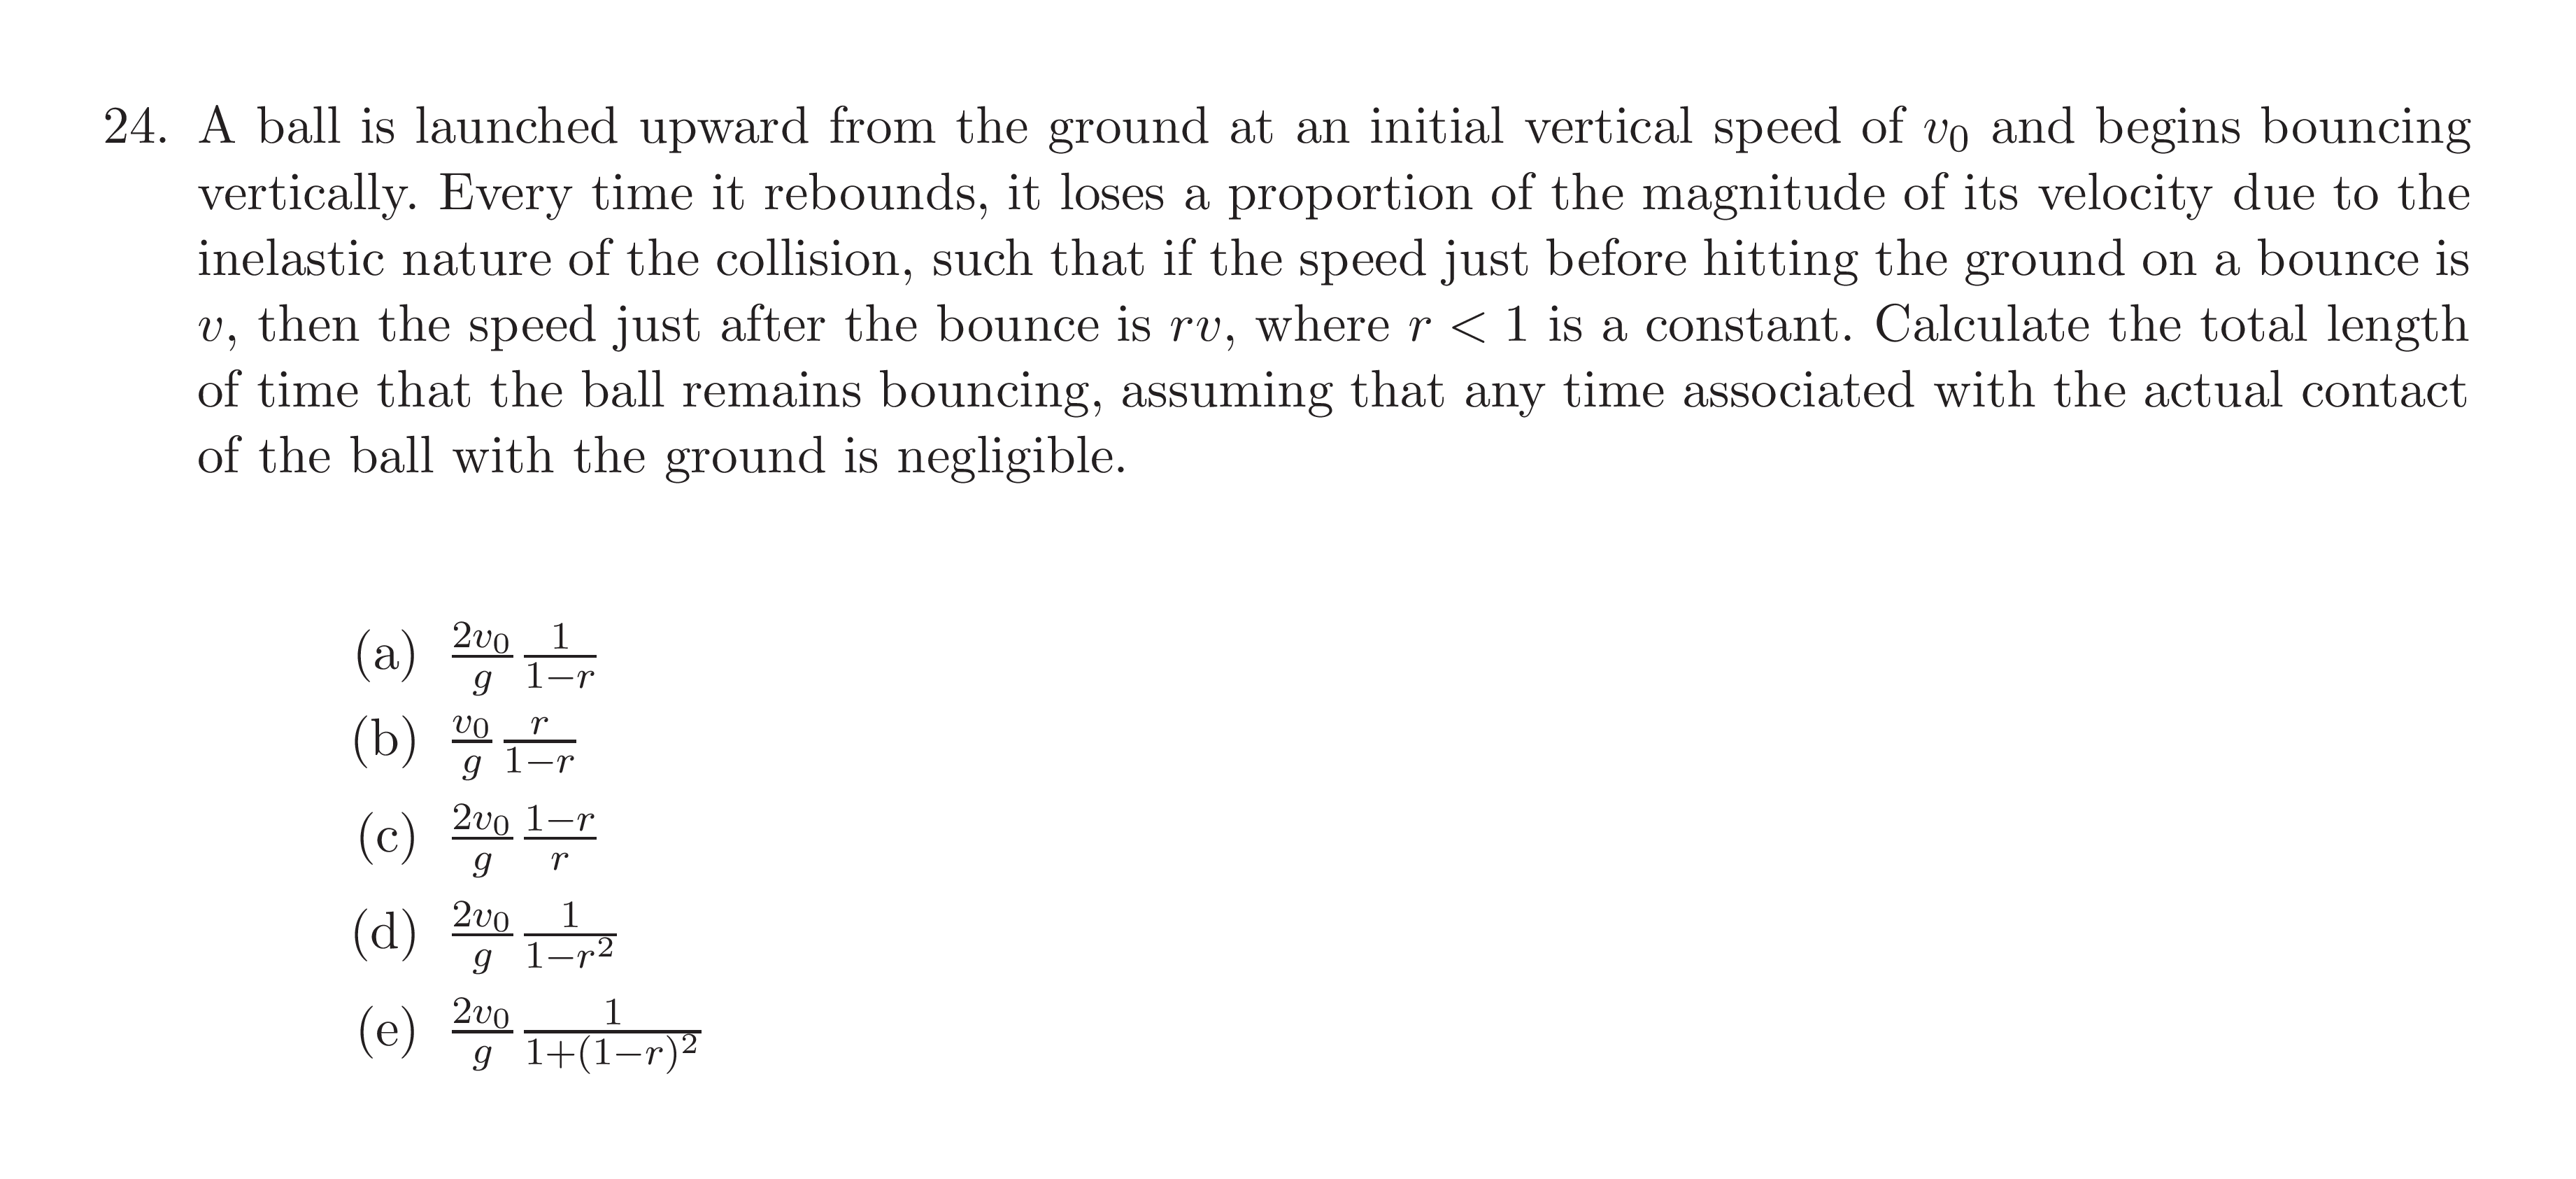 24. A ball is launched upward from the ground at an initial vertical speed of $v_0$ and begins bouncing
vertically. Every time it rebounds, it loses a proportion of the magnitude of its velocity due to the
inelastic nature of the collision, such that if the speed just before hitting the ground on a bounce is
$v$, then the speed just after the bounce is $rv$, where $r < 1$ is a constant. Calculate the total length
of time that the ball remains bouncing, assuming that any time associated with the actual contact
of the ball with the ground is negligible.
(a) $\frac{2v_0}{g}\frac{1}{1-r}$
(b) $\frac{v_0}{g}\frac{r}{1-r}$
(c) $\frac{2v_0}{g}\frac{1-r}{r}$
(d) $\frac{2v_0}{g}\frac{1}{1-r^2}$
(e) $\frac{2v_0}{g}\frac{1}{1+(1-r)^2}$